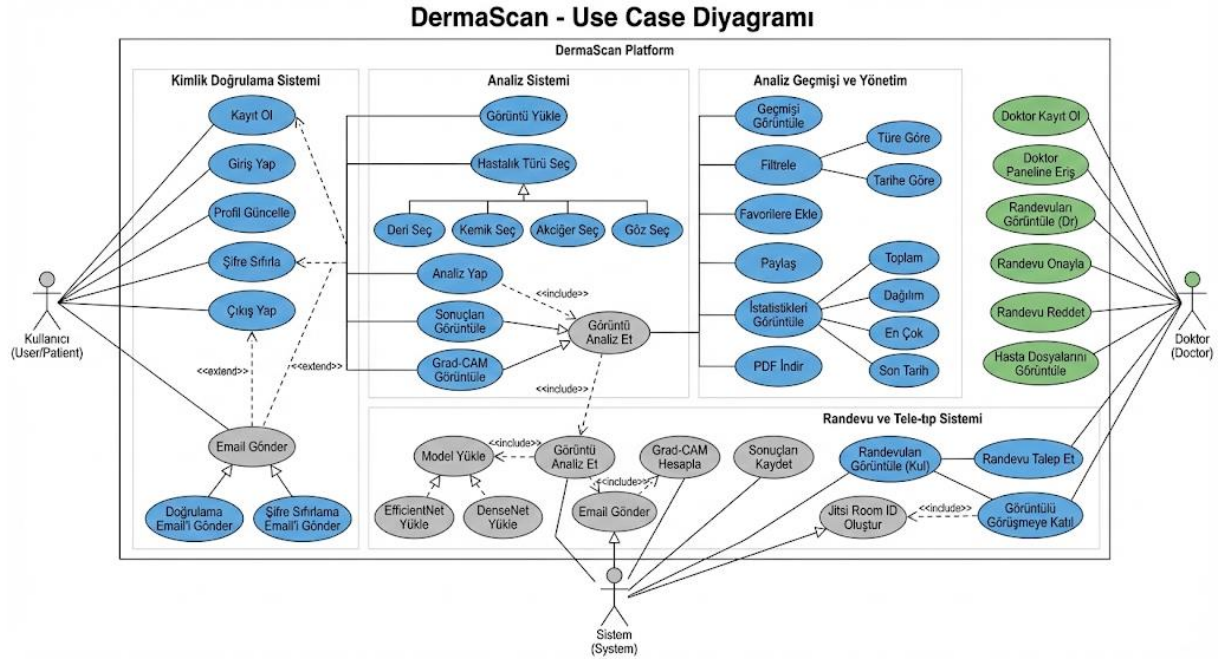 DermaScan - Use Case Diyagramı
DermaScan Platform
Kimlik Doğrulama Sistemi
Kayıt Ol
Giriş Yap
Profil Güncelle
Şifre Sıfırla
Çıkış Yap
<<extend>>
<<extend>>
Email Gönder
Doğrulama
Email'i Gönder
Şifre Sıfırlama
Email'i Gönder
Kullanıcı
(User/Patient)
Analiz Sistemi
Görüntü Yükle
Hastalık Türü Seç
Deri Seç
Kemik Seç
Akciğer Seç
Göz Seç
Analiz Yap
<<include>>
Sonuçları
Görüntüle
Görüntü
Analiz Et
Grad-CAM
Görüntüle
<<include>>
Analiz Geçmişi ve Yönetim
Geçmişi
Görüntüle
Filtrele
Türe Göre
Tarihe Göre
Favorilere Ekle
Paylaş
İstatistikleri
Görüntüle
Toplam
Dağılım
En Çok
Son Tarih
PDF İndir
Doktor Kayıt Ol
Doktor
Paneline Eriş
Randevuları
Görüntüle (Dr)
Randevu Onayla
Randevu Reddet
Hasta Dosyalarını
Görüntüle
Doktor
(Doctor)
Randevu ve Tele-tıp Sistemi
Model Yükle
<<include>>
Görüntü
Analiz Et
Grad-CAM
Hesapla
Sonuçları
Kaydet
<<include>>
EfficientNet
Yükle
DenseNet
Yükle
Email Gönder
Randevulan
Görüntüle (Kul)
Randevu Talep Et
Jitsi Room ID
Oluştur
<<include>>
Görüntülü
Görüşmeye Katıl
Sistem
(System)